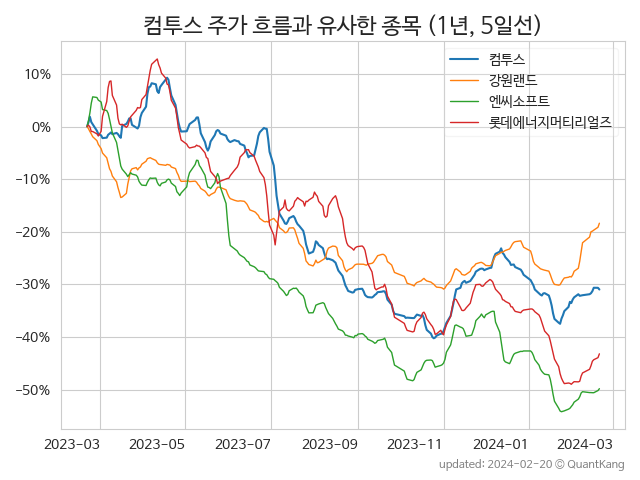 컴투스 주가 흐름과 유사한 종목 (1년, 5일선)
컴투스
강원랜드
엔씨소프트
롯데에너지머티리얼즈
10%
0%
−10%
−20%
−30%
−40%
−50%
2023-03 2023-05 2023-07 2023-09 2023-11 2024-01 2024-03
updated: 2024-02-20 © QuantKang